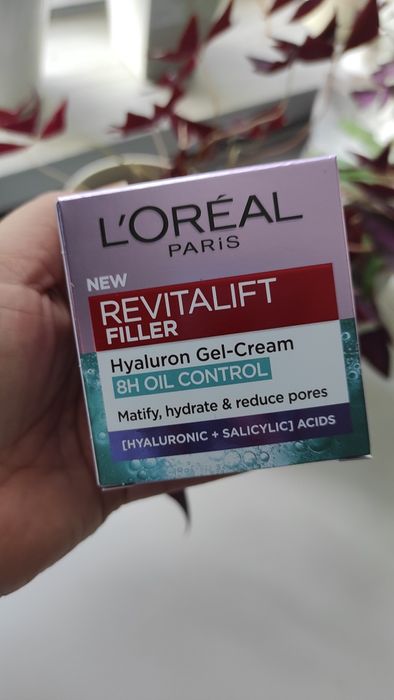 L'ORÉAL
PARIS
NEW
REVITALIFT
FILLER
Hyaluron Gel-Cream
8H OIL CONTROL
Matify, hydrate & reduce pores
[HYALURONIC + SALICYLIC] ACIDS